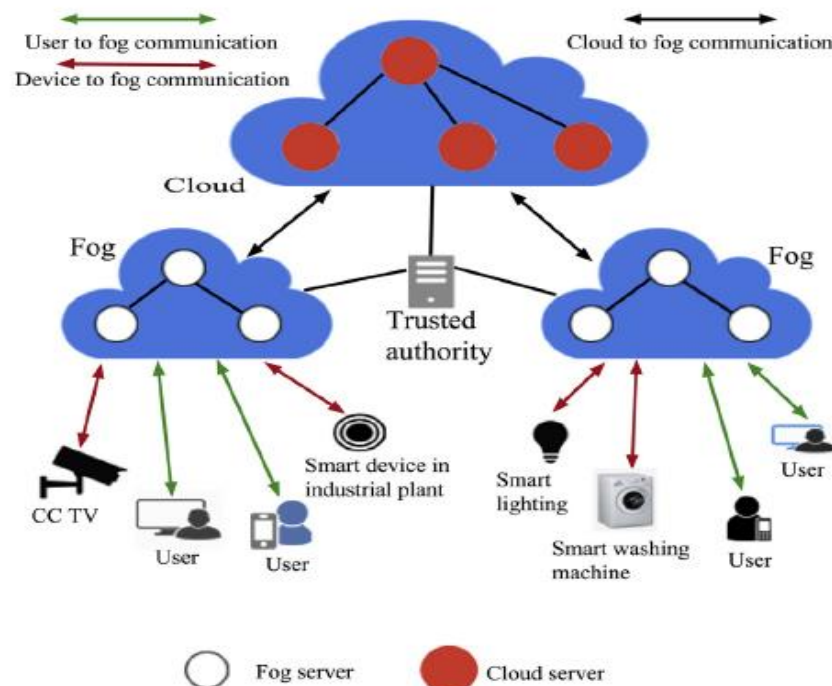 User to fog communication
Device to fog communication
Cloud to fog communication
Cloud
Fog
Fog
Trusted
authority
CC TV
User
User
Smart device in
industrial plant
Smart
lighting
Smart washing
machine
User
User
Fog server
Cloud server